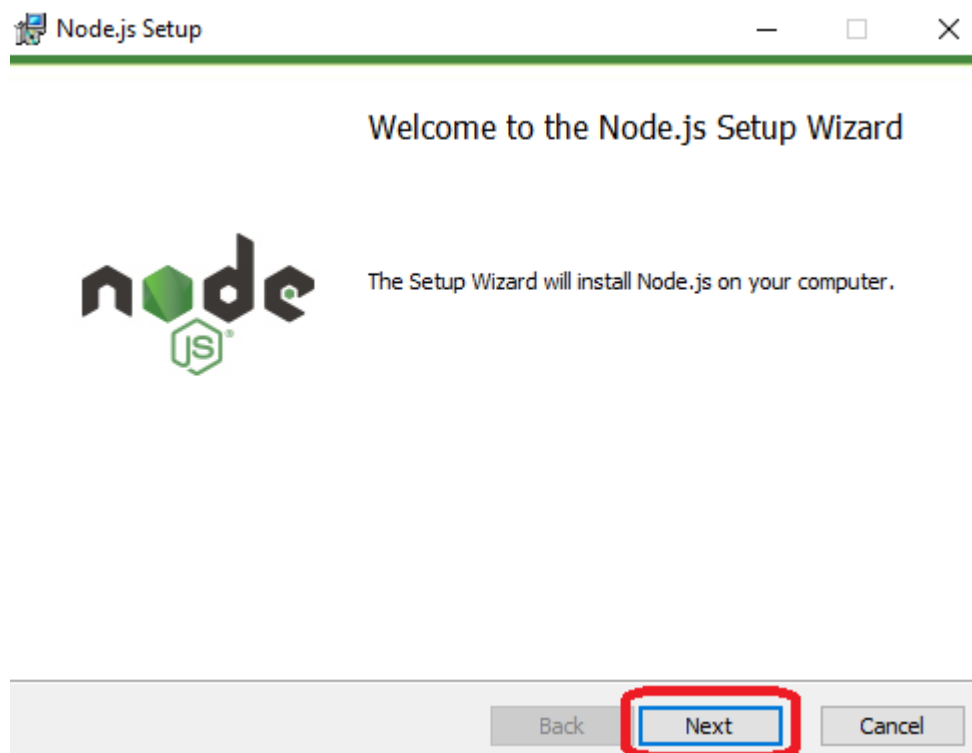 Node.js Setup
Welcome to the Node.js Setup Wizard
node
JS®
The Setup Wizard will install Node.js on your computer.
Back Next Cancel